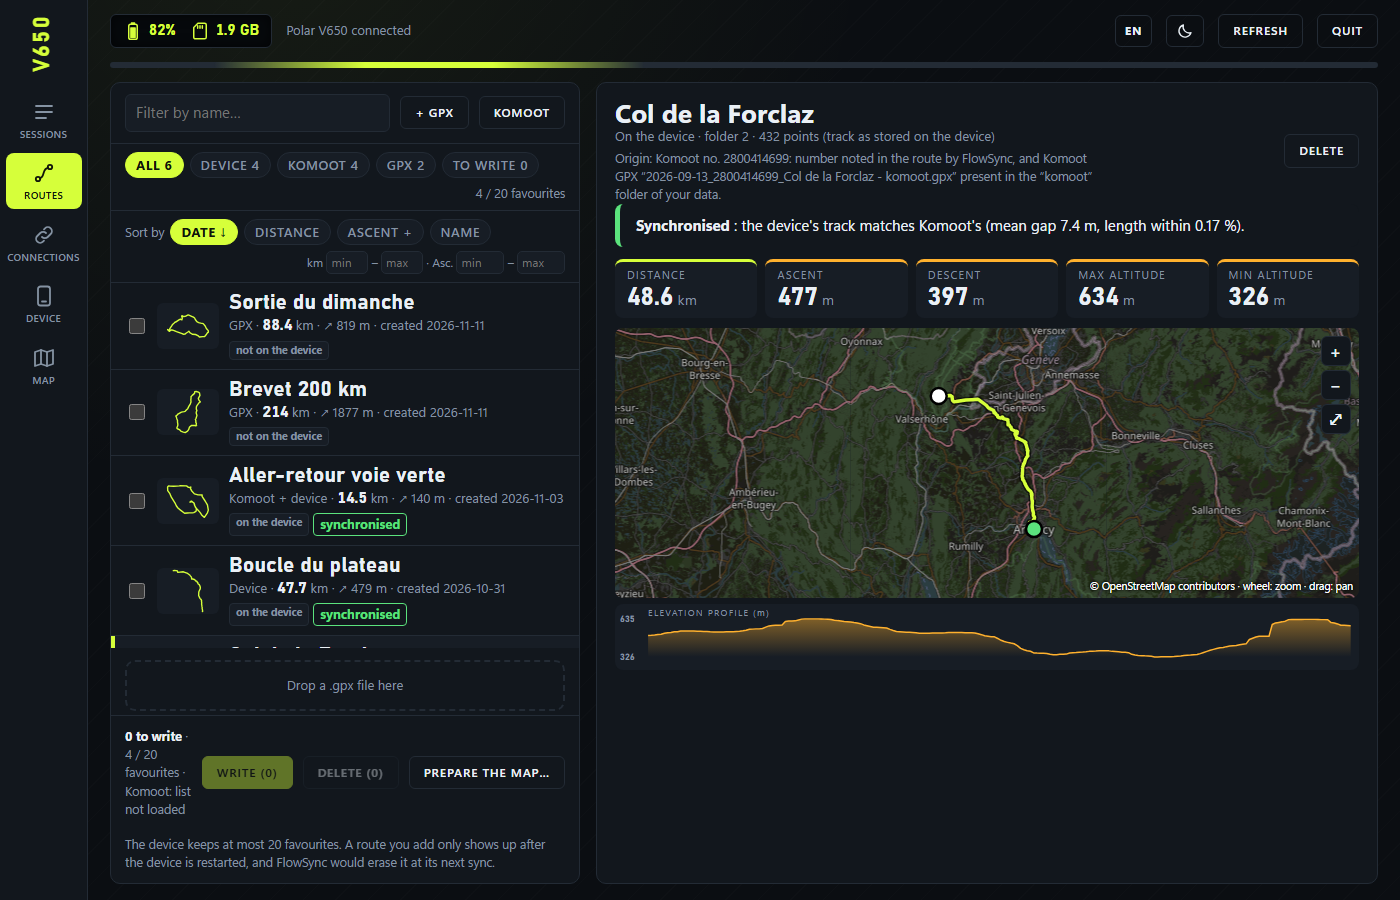 V650
82%
1.9 GB
Polar V650 connected
EN
REFRESH
QUIT
SESSIONS
ROUTES
CONNECTIONS
DEVICE
MAP
Filter by name...
+ GPX
KOMOOT
ALL 6
DEVICE 4
KOMOOT 4
GPX 2
TO WRITE 0
4 / 20 favourites
Sort by
DATE ↓
DISTANCE
ASCENT +
NAME
km min – max · Asc. min – max
Sortie du dimanche
GPX · 88.4 km · ↗ 819 m · created 2026-11-11
not on the device
Brevet 200 km
GPX · 214 km · ↗ 1877 m · created 2026-11-11
not on the device
Aller-retour voie verte
Komoot + device · 14.5 km · ↗ 140 m · created 2026-11-03
on the device
synchronised
Boucle du plateau
Device · 47.7 km · ↗ 479 m · created 2026-10-31
on the device
synchronised
Drop a .gpx file here
0 to write ·
4 / 20
favourites ·
Komoot: list
not loaded
WRITE (0)
DELETE (0)
PREPARE THE MAP...
The device keeps at most 20 favourites. A route you add only shows up after
the device is restarted, and FlowSync would erase it at its next sync.
Col de la Forclaz
On the device · folder 2 · 432 points (track as stored on the device)
Origin: Komoot no. 2800414699: number noted in the route by FlowSync, and Komoot
GPX "2026-09-13_2800414699_Col de la Forclaz - komoot.gpx" present in the "komoot"
folder of your data.
DELETE
Synchronised : the device's track matches Komoot's (mean gap 7.4 m, length within 0.17 %).
DISTANCE
48.6 km
ASCENT
477 m
DESCENT
397 m
MAX ALTITUDE
634 m
MIN ALTITUDE
326 m
Versoix
Oyonnax
Genève
Bourg-en-
Bresse
Annemasse
Saint-Julien-
en-Genevois
-sur-
nne
Valserhône
Bonneville
Cluses
illars-les-
Dombes
Ambérieu-
en-Bugey
Sallanches
Chamonix-
Mont-Blanc
Rumilly
eyzieu
+
−
© OpenStreetMap contributors · wheel: zoom · drag: pan
ELEVATION PROFILE (m)
635
326